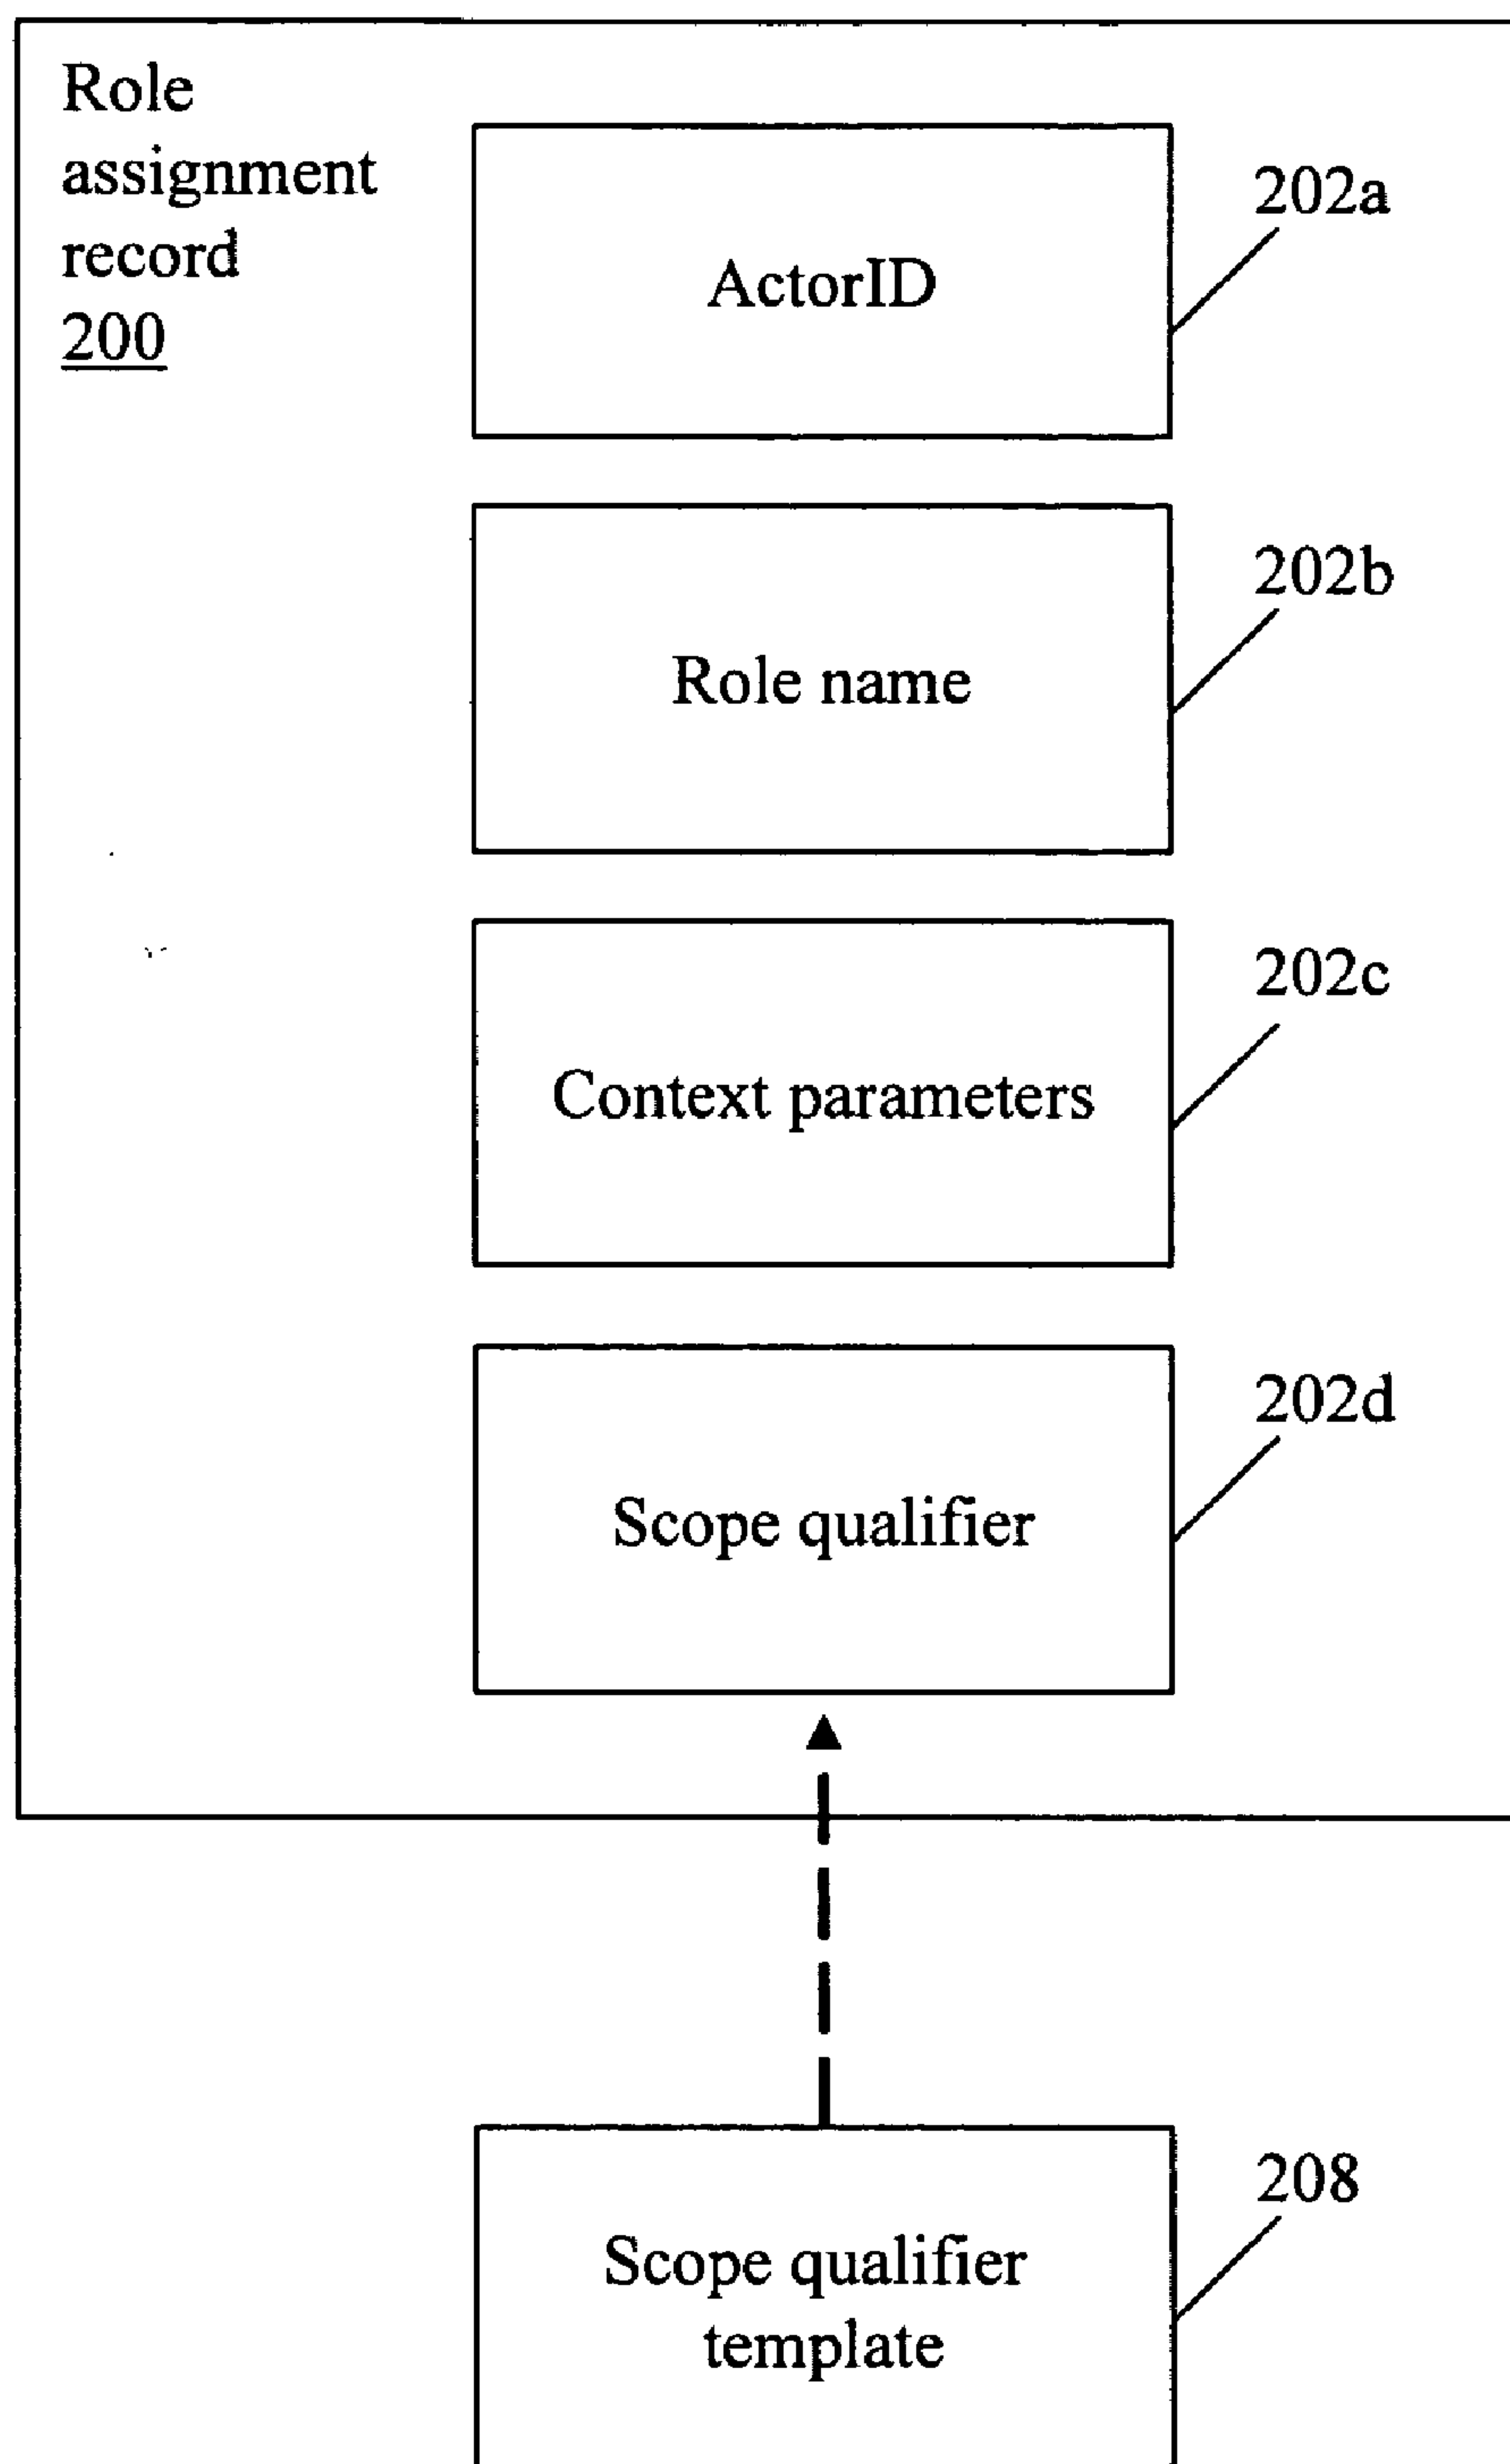 Role
assignment
record
200
ActorID
202a
Role name
202b
Context parameters
202c
Scope qualifier
202d
Scope qualifier
template
208